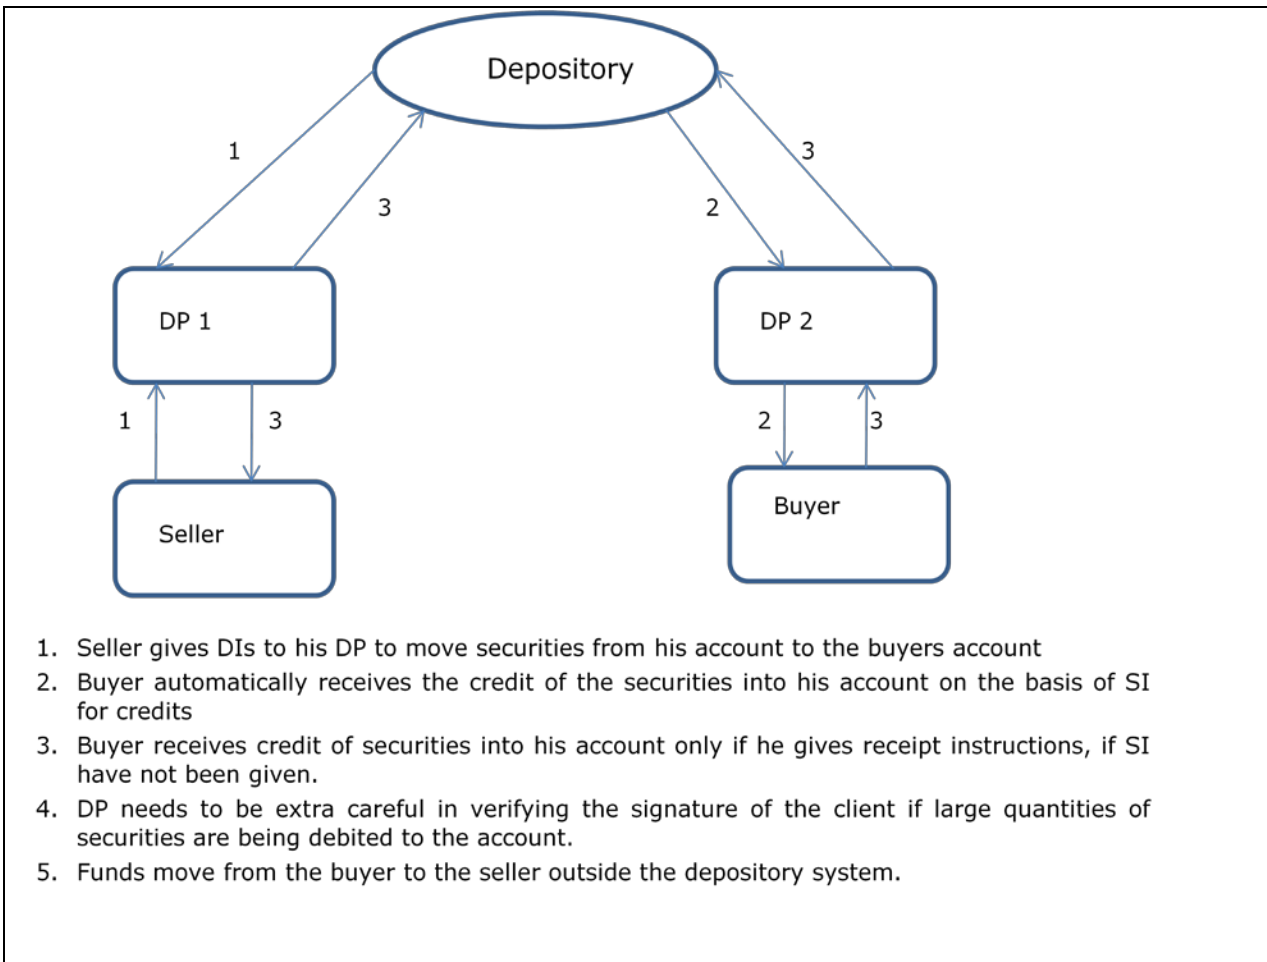 Depository
1
3
3
2
DP 1
DP 2
1
3
2
3
Seller
Buyer
1. Seller gives DIs to his DP to move securities from his account to the buyers account
2. Buyer automatically receives the credit of the securities into his account on the basis of SI
for credits
3. Buyer receives credit of securities into his account only if he gives receipt instructions, if SI
have not been given.
4. DP needs to be extra careful in verifying the signature of the client if large quantities of
securities are being debited to the account.
5. Funds move from the buyer to the seller outside the depository system.